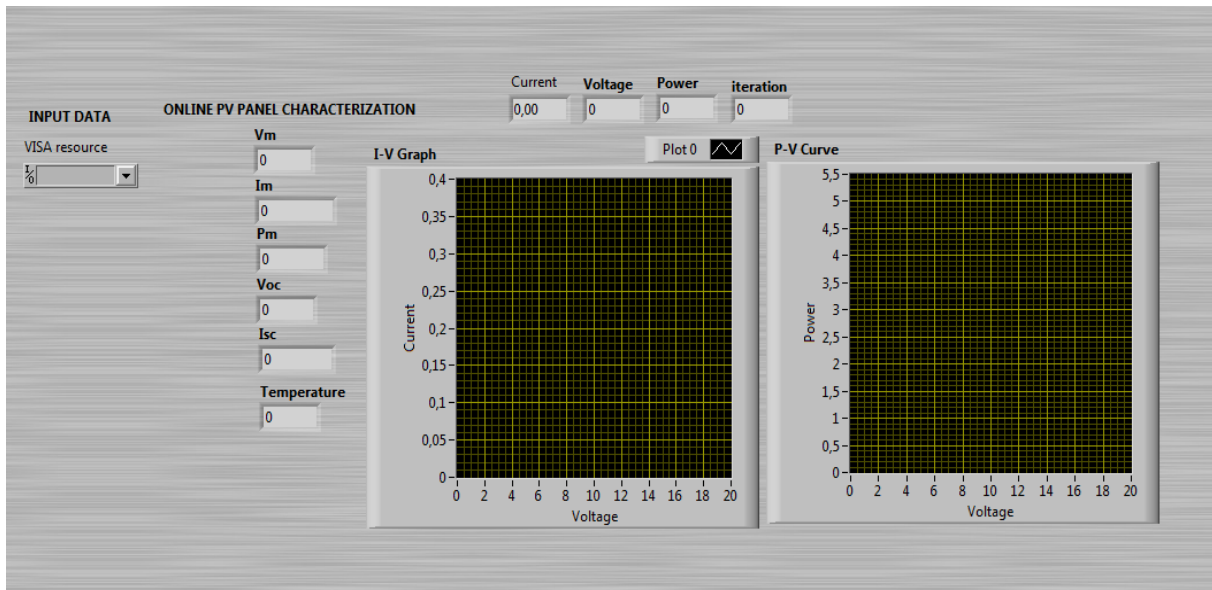 Current Voltage Power iteration
0,00 0 0 0
INPUT DATA
ONLINE PV PANEL CHARACTERIZATION
VISA resource
I/O
Vm
0
Im
0
Pm
0
Voc
0
Isc
0
Temperature
0
I-V Graph
Plot 0
0,4
0,35
0,3
0,25
0,2
0,15
0,1
0,05
0
Current
0 2 4 6 8 10 12 14 16 18 20
Voltage
P-V Curve
5,5
5
4,5
4
3,5
3
2,5
2
1,5
1
0,5
0
Power
0 2 4 6 8 10 12 14 16 18 20
Voltage